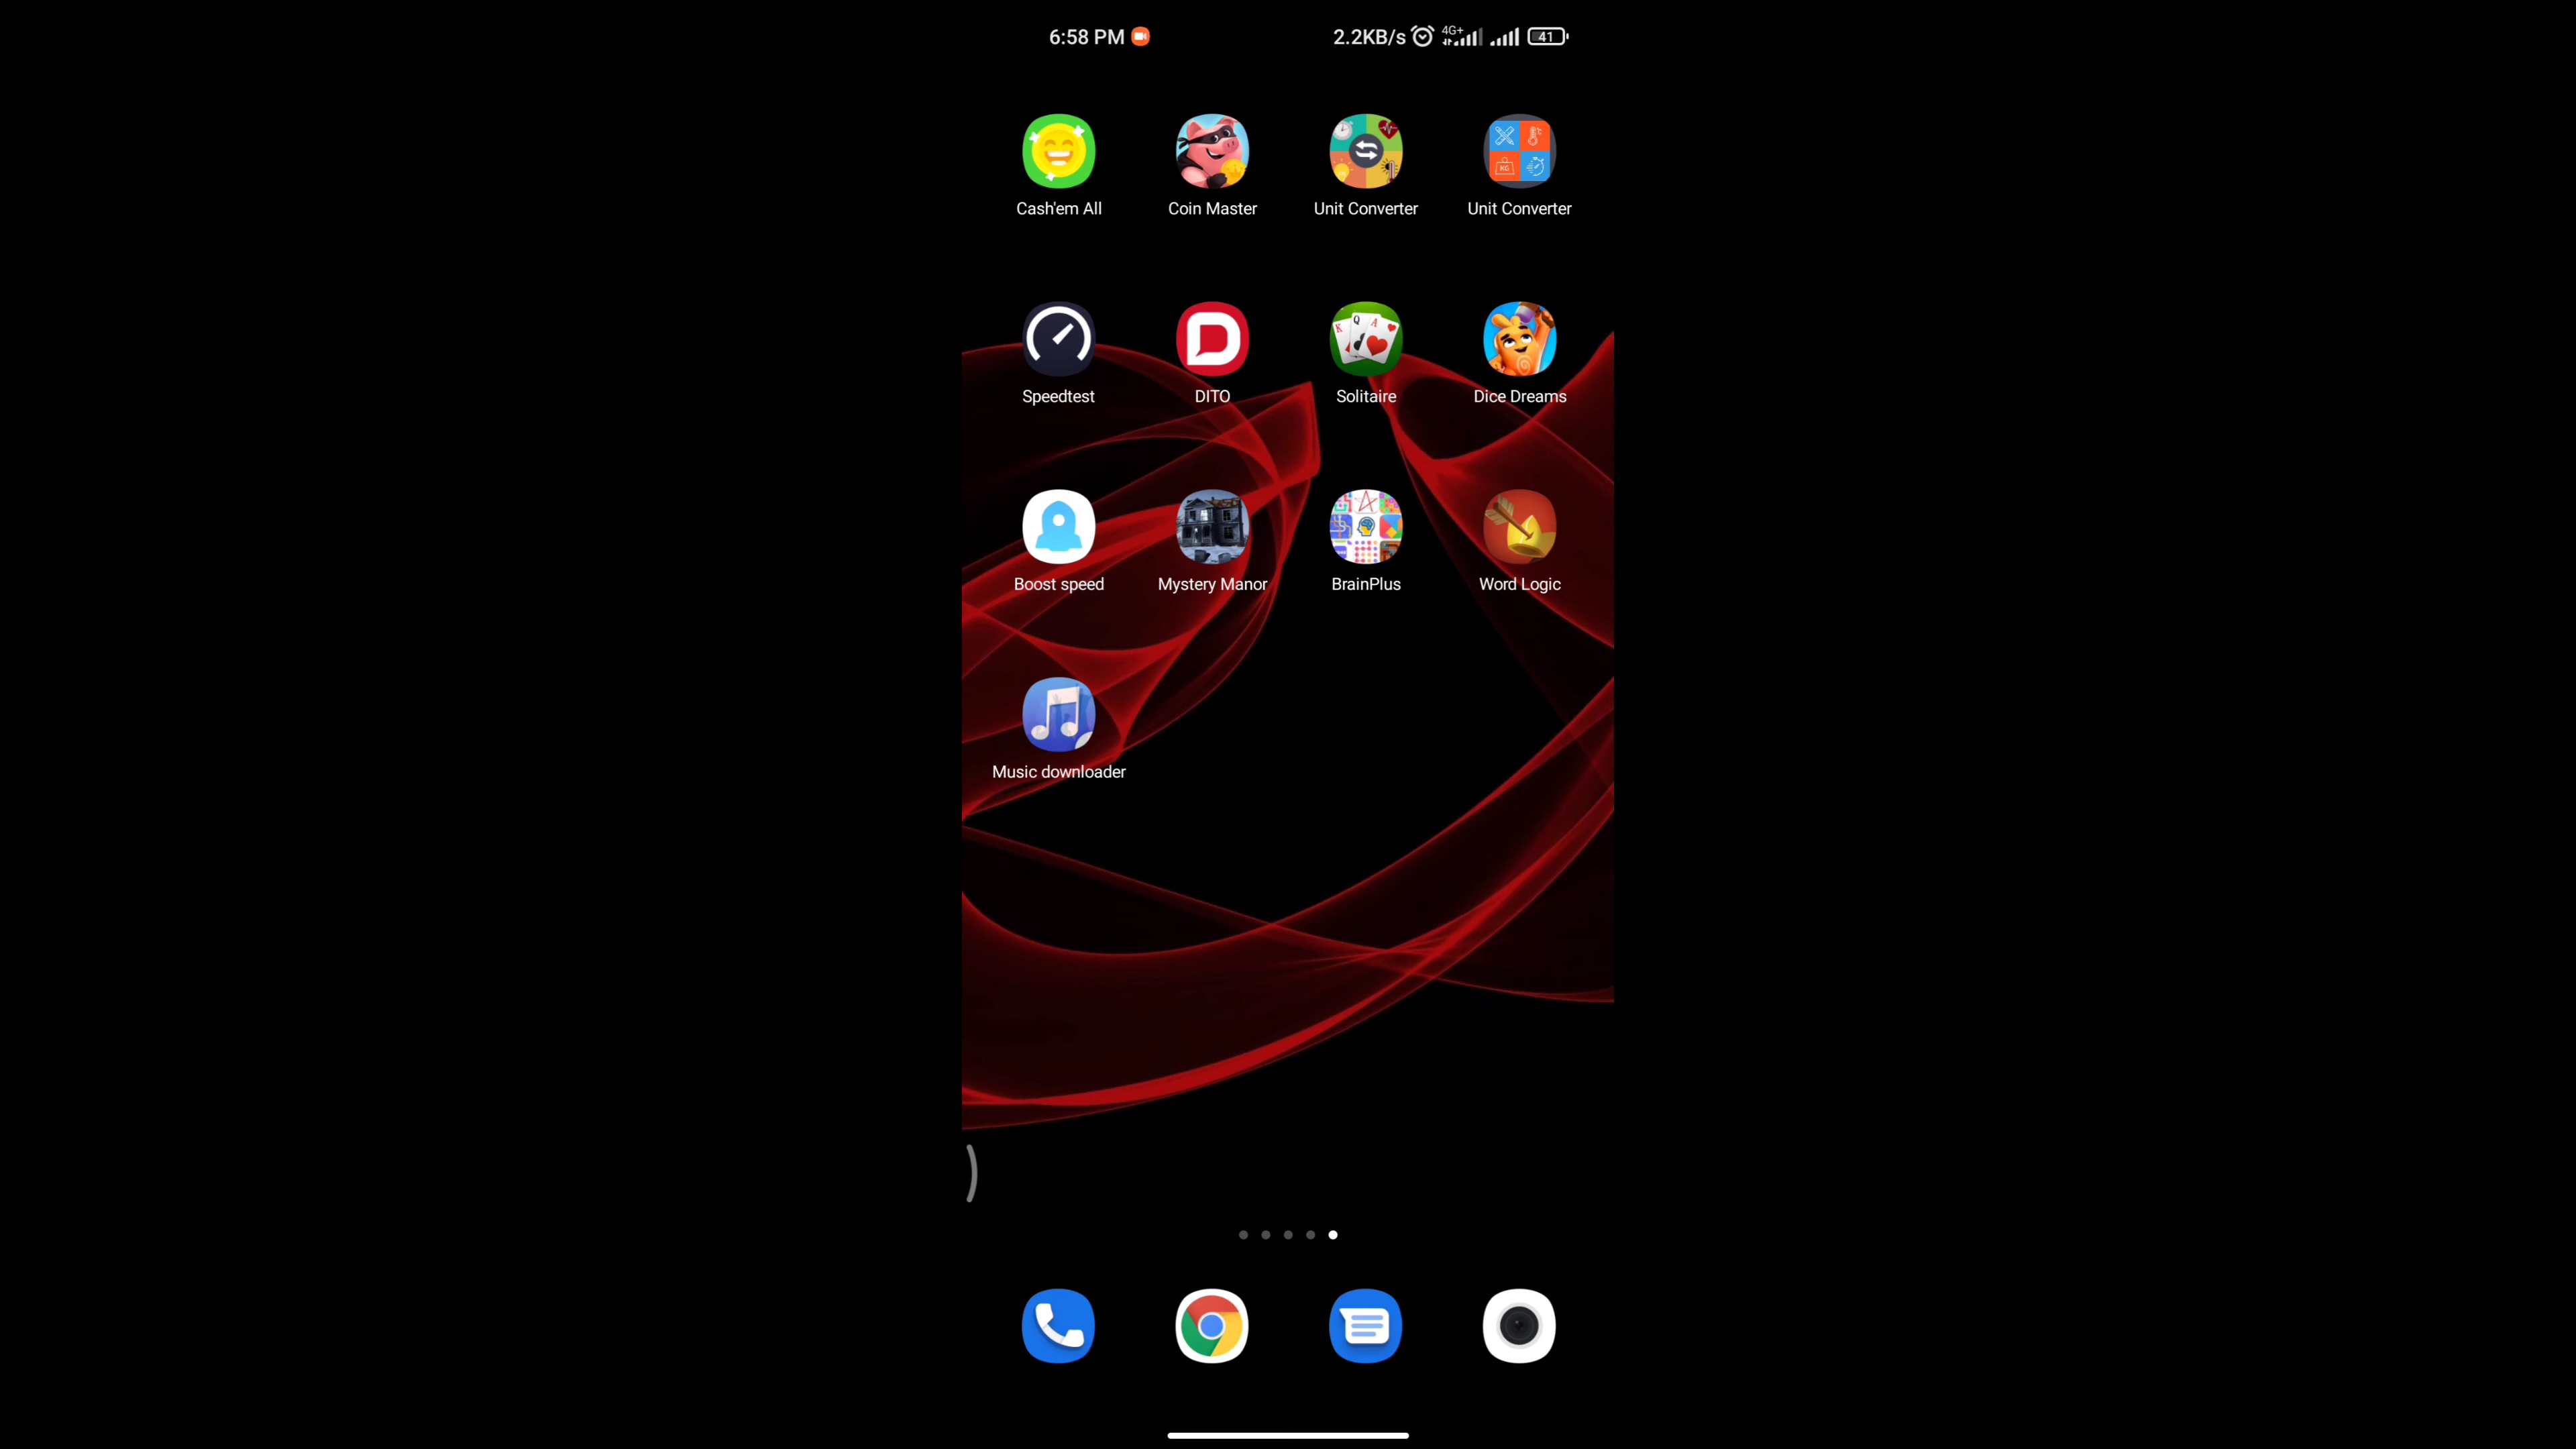 6:58 PM 2.2KB/s 4G+ 41
Cash'em All Coin Master Unit Converter Unit Converter
Speedtest DITO Solitaire Dice Dreams
Boost speed Mystery Manor BrainPlus Word Logic
Music downloader